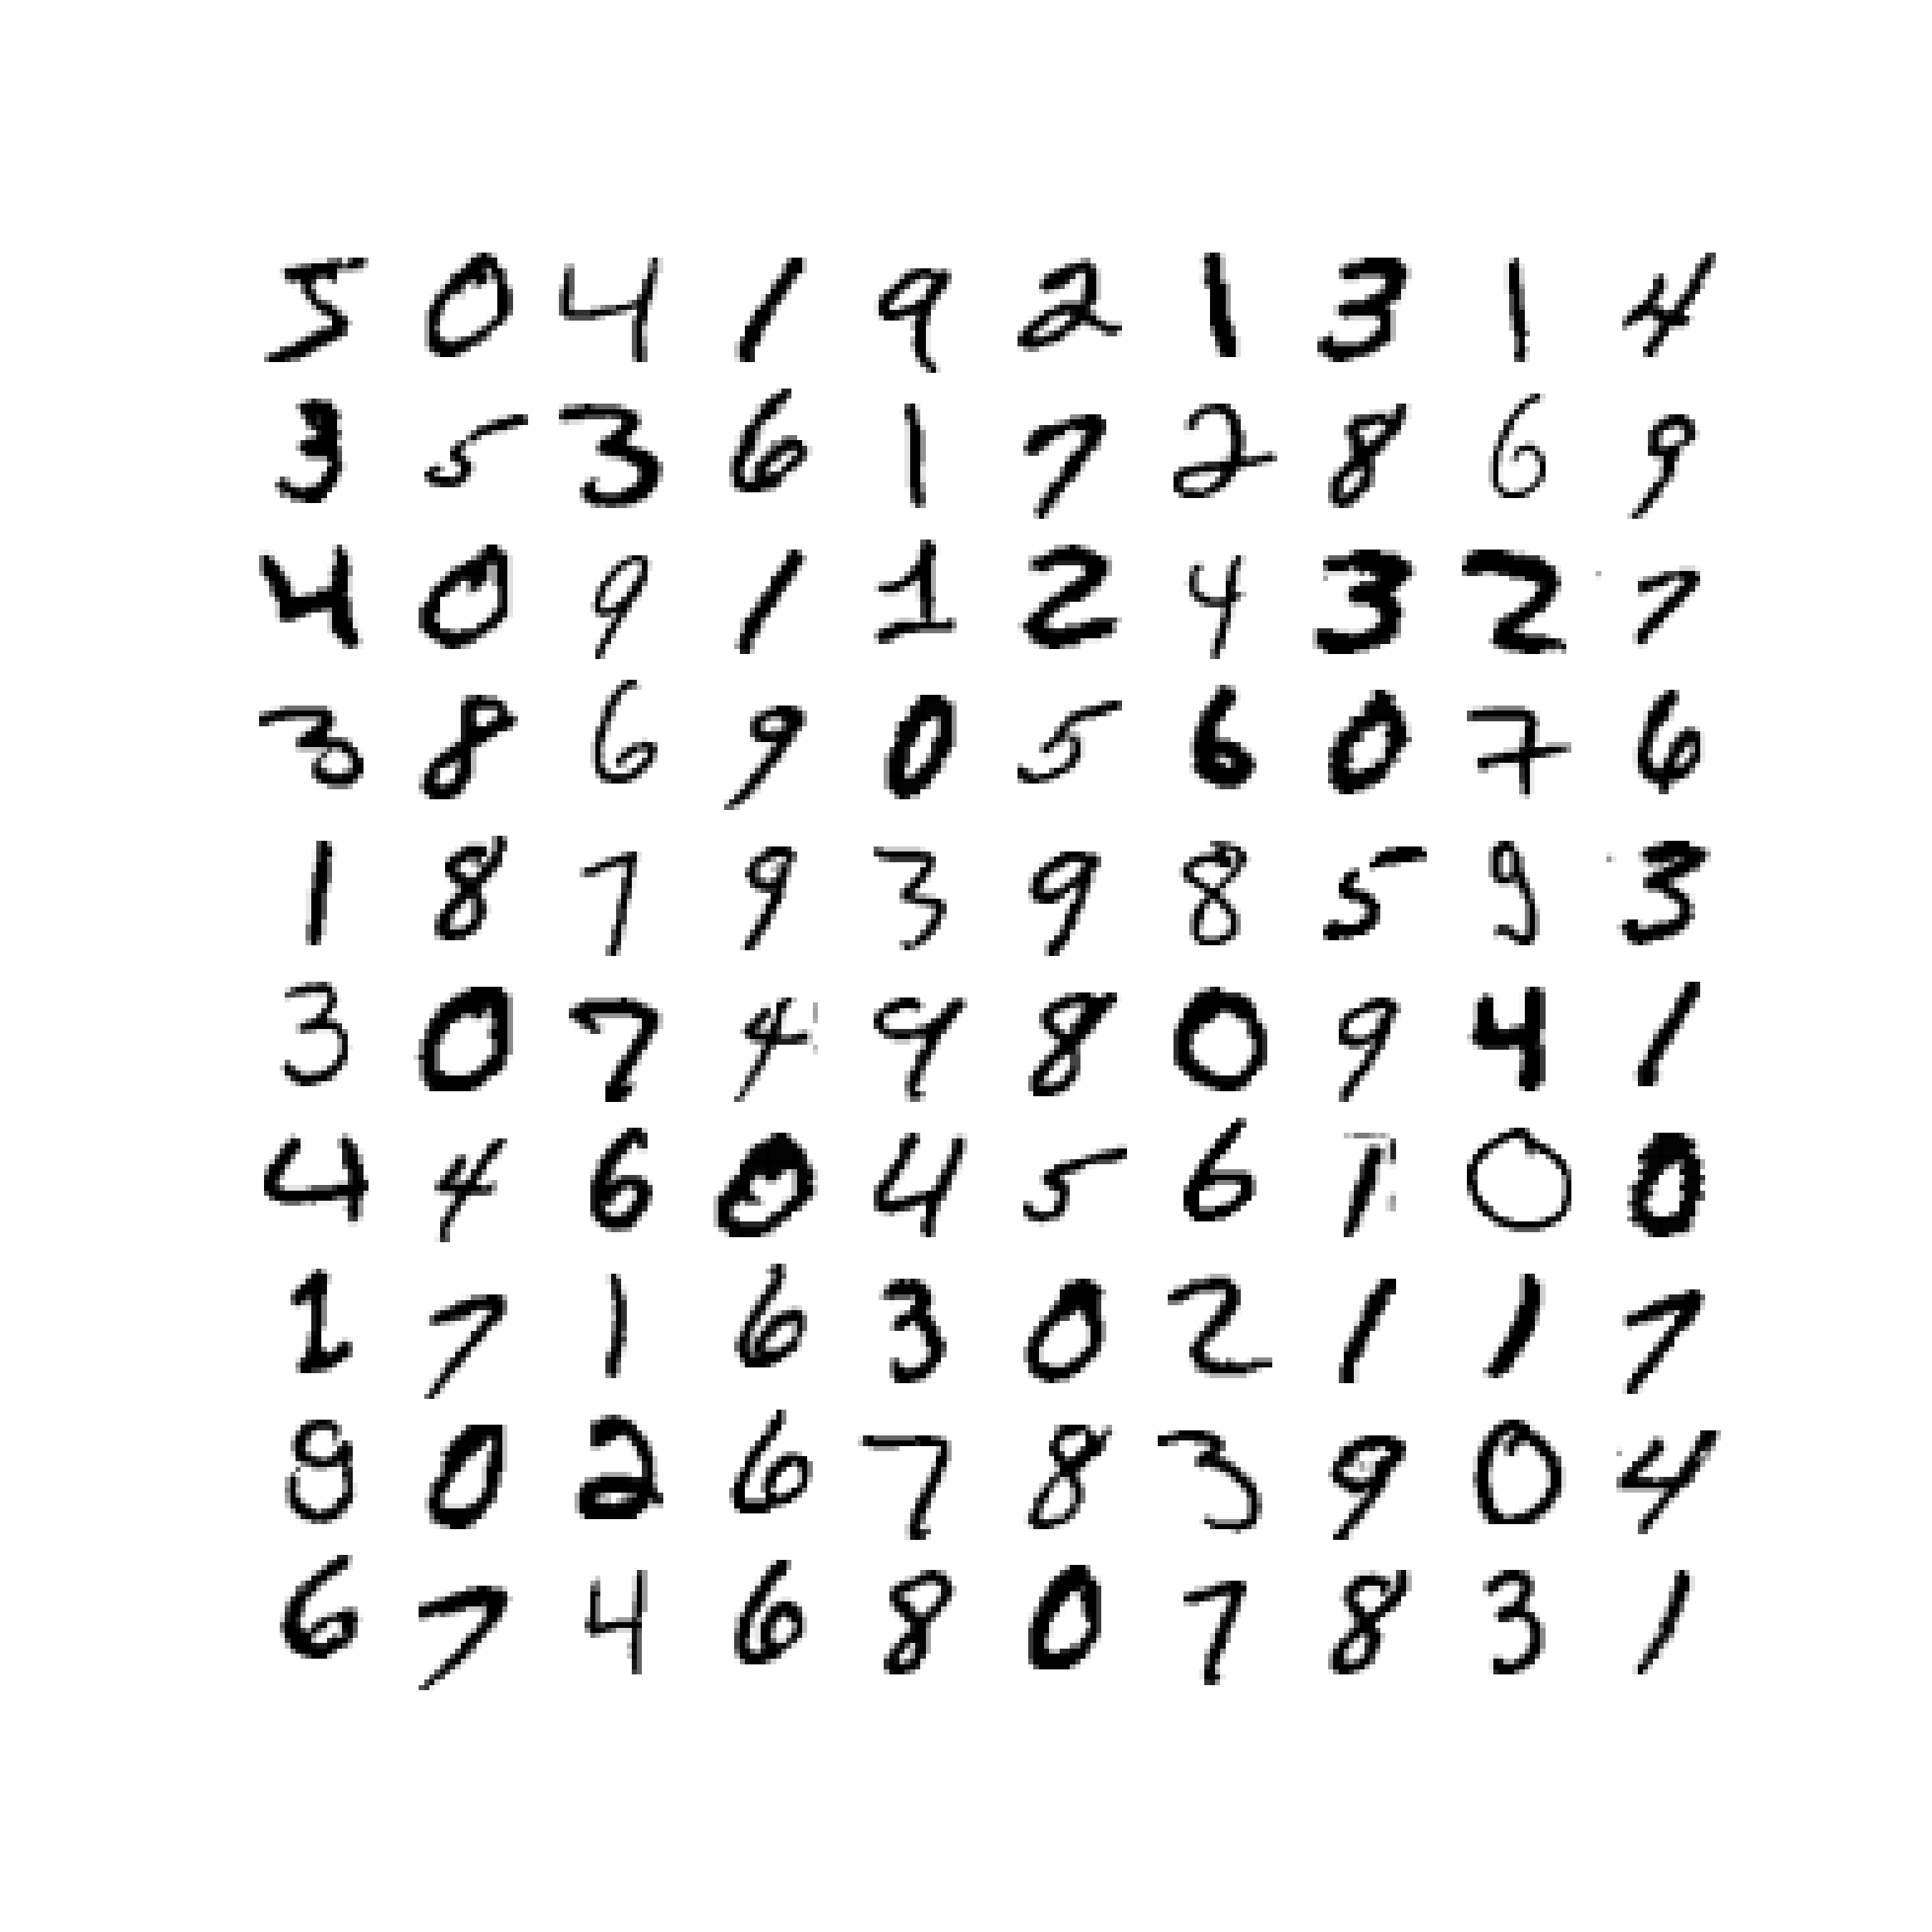 5 0 4 1 9 2 1 3 1 4
3 5 3 6 1 7 2 8 6 9
4 0 9 1 1 2 4 3 2 7
3 8 6 9 0 5 6 0 7 6
1 8 7 9 3 9 8 5 9 3
3 0 7 4 9 8 0 9 4 1
4 4 6 0 4 5 6 1 0 0
1 7 1 6 3 0 2 1 1 7
8 0 2 6 7 8 3 9 0 4
6 7 4 6 8 0 7 8 3 1